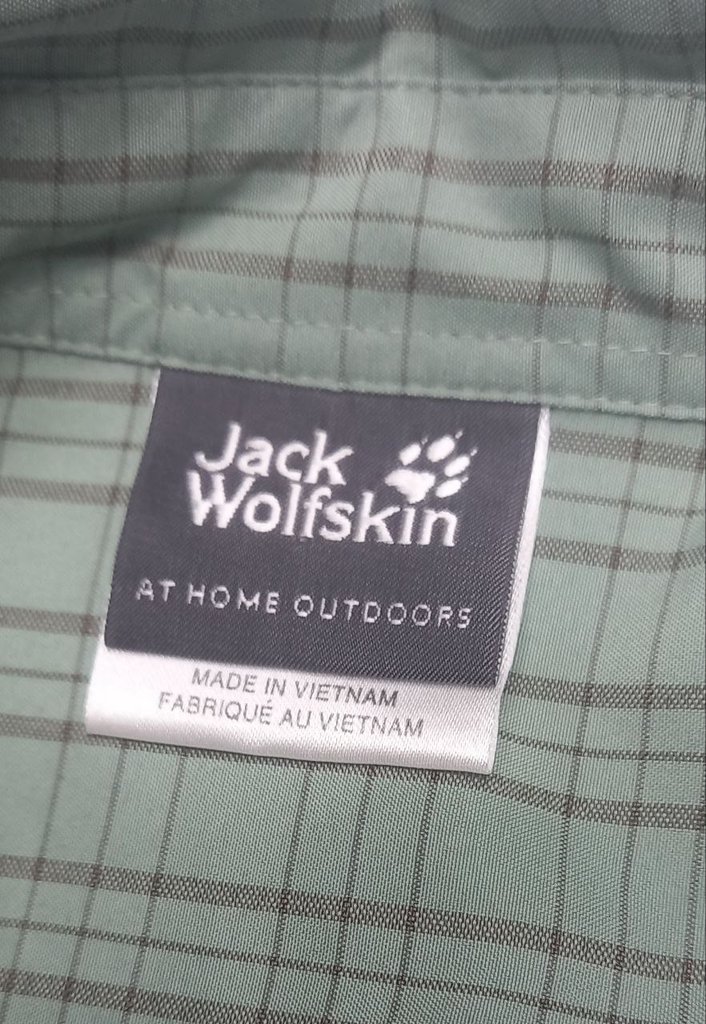 Jack
Wolfskin
AT HOME OUTDOORS
MADE IN VIETNAM
FABRIQUÉ AU VIETNAM